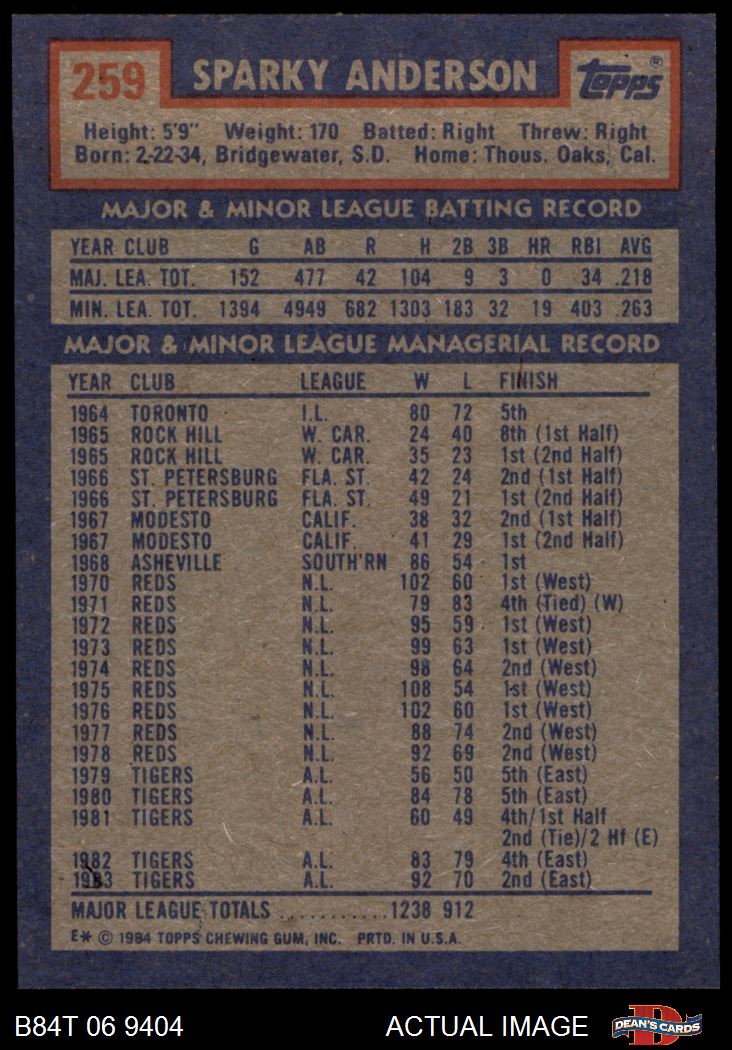 259 SPARKY ANDERSON Topps®
Height: 5'9" Weight: 170 Batted: Right Threw: Right
Born: 2-22-34, Bridgewater, S.D. Home: Thous. Oaks, Cal.
MAJOR & MINOR LEAGUE BATTING RECORD
YEAR CLUB G AB R H 2B 3B HR RBI AVG
MAJ. LEA. TOT. 152 477 42 104 9 3 0 34 .218
MIN. LEA. TOT. 1394 4949 682 1303 183 32 19 403 .263
MAJOR & MINOR LEAGUE MANAGERIAL RECORD
YEAR CLUB LEAGUE W L FINISH
1964 TORONTO I.L. 80 72 5th
1965 ROCK HILL W. CAR. 24 40 8th (1st Half)
1965 ROCK HILL W. CAR. 35 23 1st (2nd Half)
1966 ST. PETERSBURG FLA. ST. 42 24 2nd (1st Half)
1966 ST. PETERSBURG FLA. ST. 49 21 1st (2nd Half)
1967 MODESTO CALIF. 38 32 2nd (1st Half)
1967 MODESTO CALIF. 41 29 1st (2nd Half)
1968 ASHEVILLE SOUTH'RN 86 54 1st
1970 REDS N.L. 102 60 1st (West)
1971 REDS N.L. 79 83 4th (Tied) (W)
1972 REDS N.L. 95 59 1st (West)
1973 REDS N.L. 99 63 1st (West)
1974 REDS N.L. 98 64 2nd (West)
1975 REDS N.L. 108 54 1st (West)
1976 REDS N.L. 102 60 1st (West)
1977 REDS N.L. 88 74 2nd (West)
1978 REDS N.L. 92 69 2nd (West)
1979 TIGERS A.L. 56 50 5th (East)
1980 TIGERS A.L. 84 78 5th (East)
1981 TIGERS A.L. 60 49 4th/1st Half
2nd (Tie)/2 Hf (E)
1982 TIGERS A.L. 83 79 4th (East)
1983 TIGERS A.L. 92 70 2nd (East)
MAJOR LEAGUE TOTALS ............1238 912
E* © 1984 TOPPS CHEWING GUM, INC. PRTD. IN U.S.A.
B84T 06 9404 ACTUAL IMAGE DEAN'S CARDS